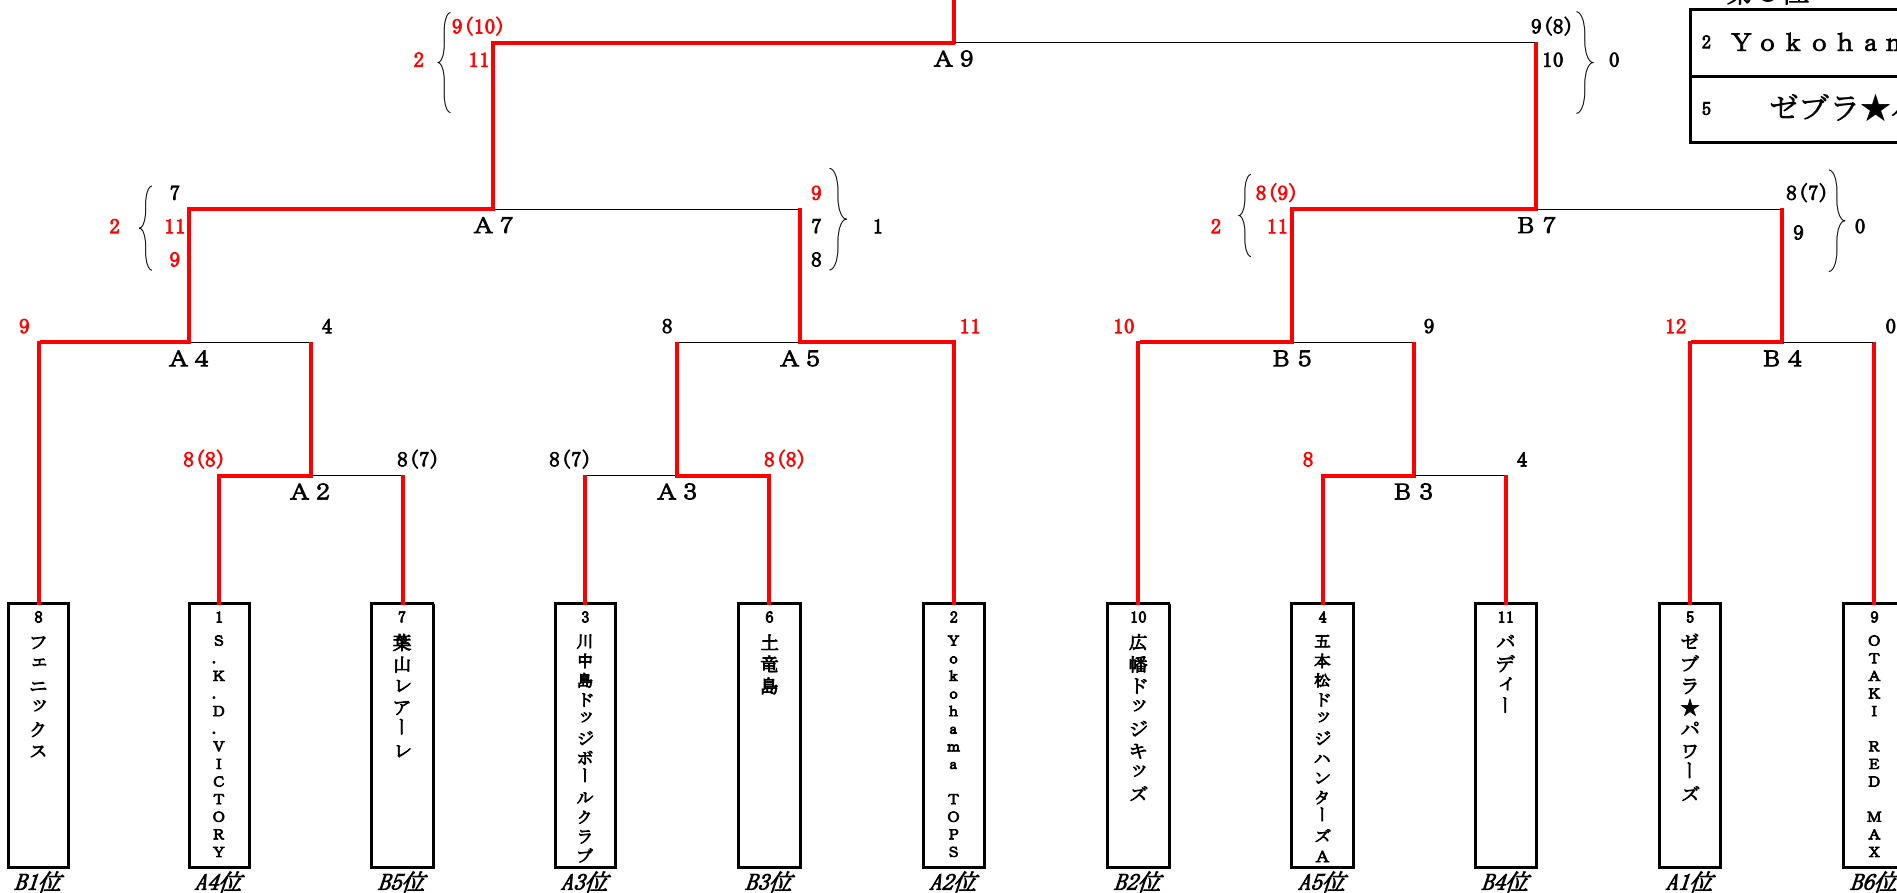 9(10)
9(8)
2
11
A9
10
0
2 Yokoha
5 ゼブラ★
7
9
8(9)
8(7)
2
11
A7
7
1
2
11
B7
9
0
9
8
9
4
8
11
10
9
12
0
A4
A5
B5
B4
8(8)
8(7)
8(7)
8(8)
8
4
A2
A3
B3
8 フェニックス
1 S.K.D.VICTORY
7 葉山レアーレ
3 川中島ドッジボールクラブ
6 土竜島
2 Yokohama TOPS
10 広幡ドッジキッズ
4 五本松ドッジハンターズA
11 バディー
5 ゼブラ★パワーズ
9 OTAKI RED MAX
B1位
A4位
B5位
A3位
B3位
A2位
B2位
A5位
B4位
A1位
B6位